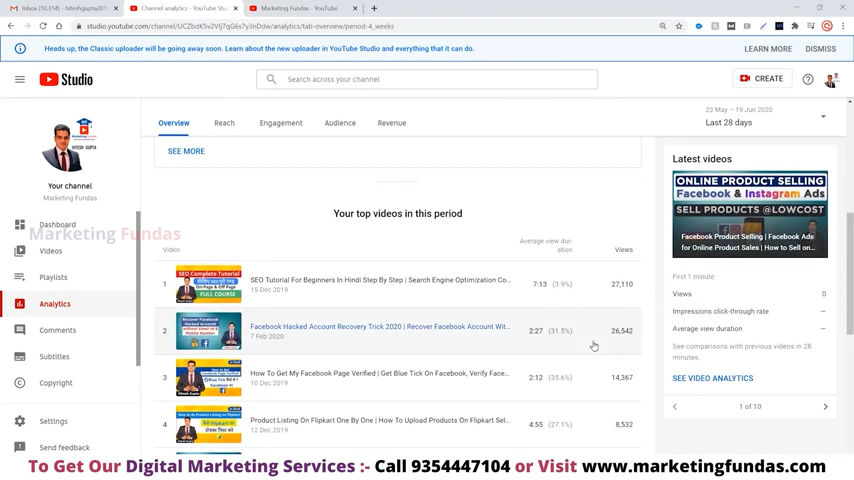 Inbox (10,314) - hiteshgupta201
Channel analytics - YouTube Stu
Marketing Fundas - YouTube
studio.youtube.com/channel/UCZbdK5v2Vlj7qG6s7y3nDdw/analytics/tab-overview/period-4_weeks
Heads up, the Classic uploader will be going away soon. Learn about the new uploader in YouTube Studio and everything that it can do.
LEARN MORE
DISMISS
Studio
Search across your channel
CREATE
23 May – 19 Jun 2020
Last 28 days
Overview
Reach
Engagement
Audience
Revenue
SEE MORE
Your channel
Marketing Fundas
Dashboard
Marketing Fundas
Videos
Playlists
Analytics
Comments
Subtitles
Copyright
Settings
Send feedback
Your top videos in this period
Video
Average view dur-
ation
Views
1
SEO Complete Tutorial
FULL COURSE
SEO Tutorial For Beginners In Hindi Step By Step | Search Engine Optimization Co...
15 Dec 2019
7:13 (3.9%)
27,110
2
Facebook Hacked Account Recovery Trick 2020 | Recover Facebook Account Wit...
7 Feb 2020
2:27 (31.5%)
26,542
3
How To Get My Facebook Page Verified | Get Blue Tick On Facebook, Verify Face...
10 Dec 2019
2:12 (35.6%)
14,367
4
Product Listing On Flipkart One By One | How To Upload Products On Flipkart Sel...
12 Dec 2019
4:55 (27.1%)
8,532
Latest videos
ONLINE PRODUCT SELLING
Facebook & Instagram Ads
SELL PRODUCTS @LOWCOST
Facebook Product Selling | Facebook Ads
for Online Product Sales | How to Sell on...
First 1 minute:
Views
0
Impressions click-through rate
–
Average view duration
–
See comparisons with previous videos in 28
minutes.
SEE VIDEO ANALYTICS
1 of 10
To Get Our Digital Marketing Services :- Call 9354447104 or Visit www.marketingfundas.com